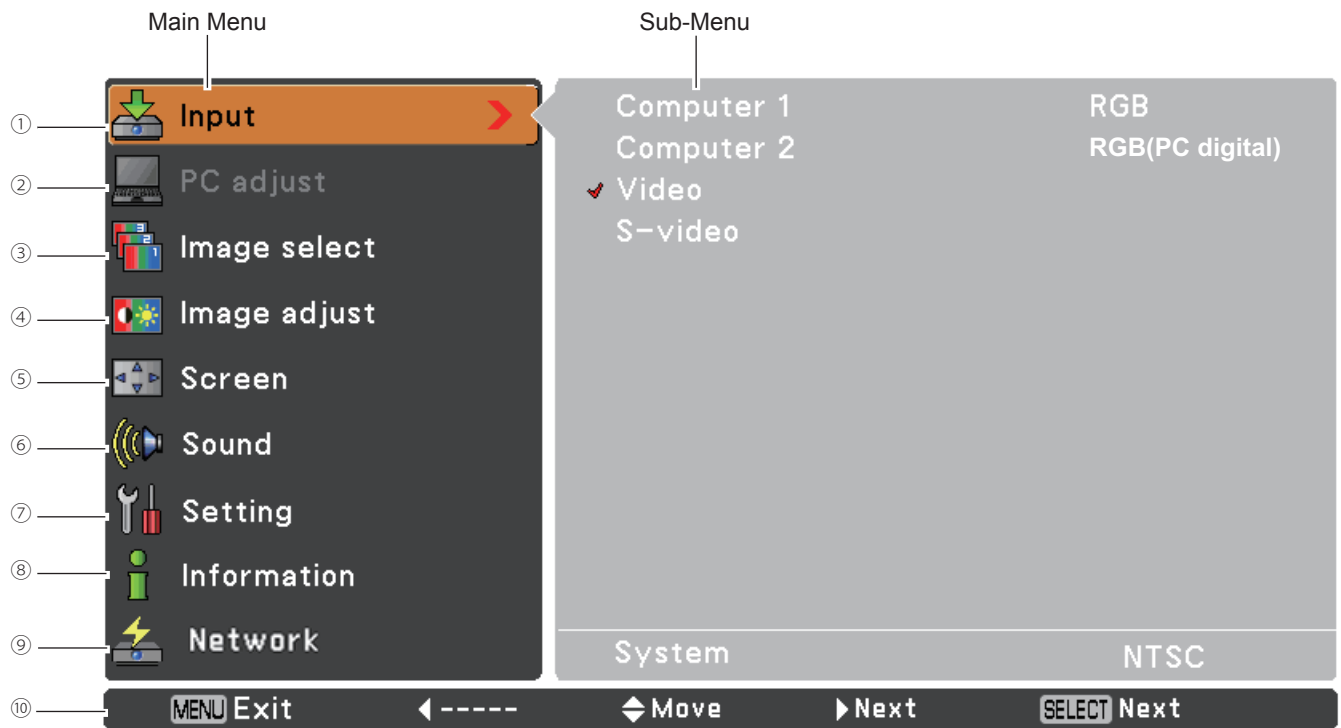 Main Menu
Sub-Menu
① Input
② PC adjust
③ Image select
④ Image adjust
⑤ Screen
⑥ Sound
⑦ Setting
⑧ Information
⑨ Network
Computer 1 RGB
Computer 2 RGB(PC digital)
Video
S-video
System NTSC
⑩ MENU Exit ----- Move Next SELECT Next